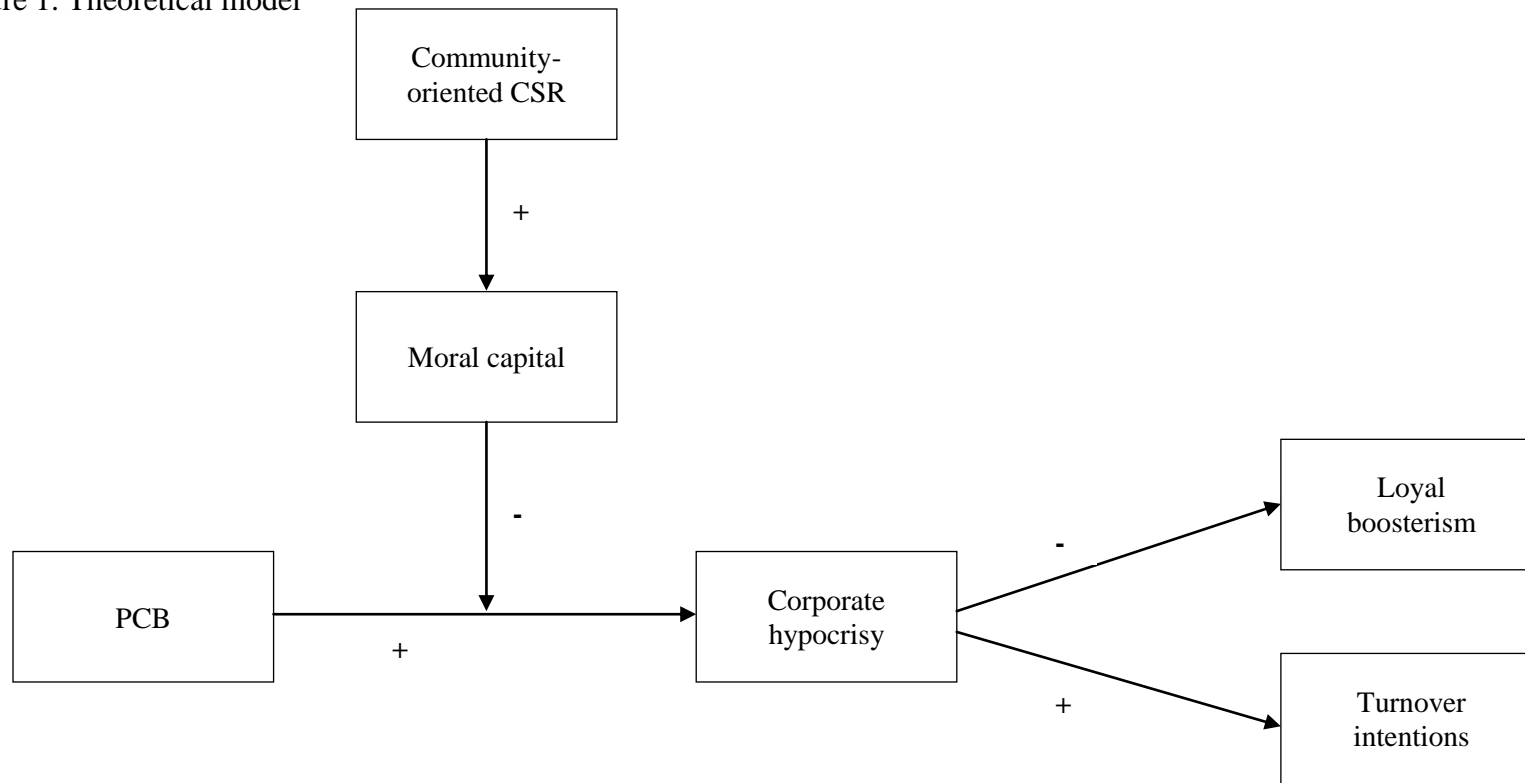 re 1. Theoretical model
Community-
oriented CSR
+
Moral capital
-
PCB
+
Corporate
hypocrisy
-
Loyal
boosterism
+
Turnover
intentions